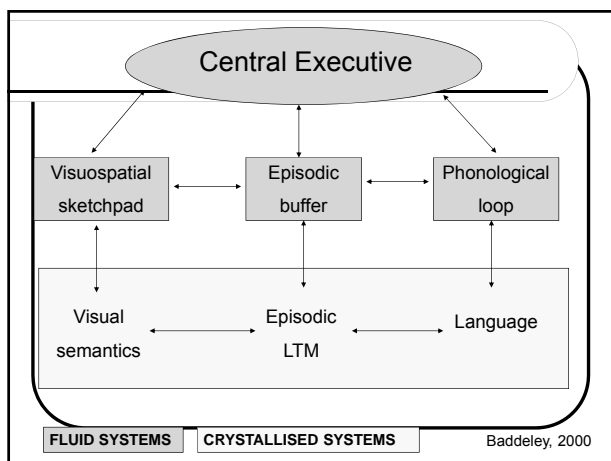 Central Executive
Visuospatial
sketchpad
Episodic
buffer
Phonological
loop
Visual
semantics
Episodic
LTM
Language
FLUID SYSTEMS
CRYSTALLISED SYSTEMS
Baddeley, 2000